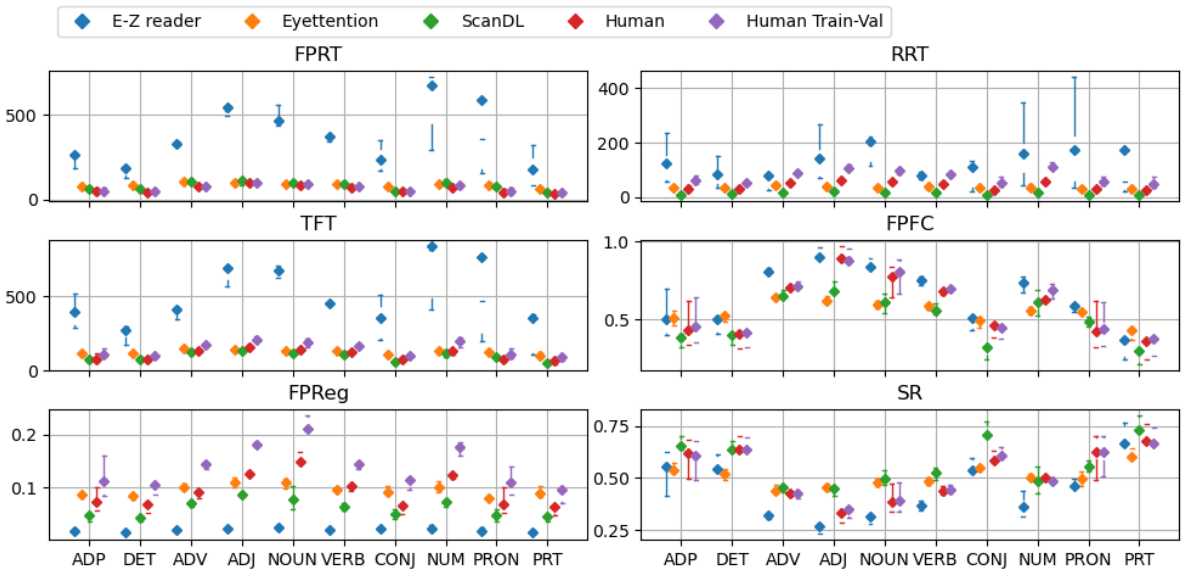 E-Z reader Eyettention ScanDL Human Human Train-Val
FPRT RRT
500
0
400
200
0
TFT FPFC
500
0
1.0
0.5
FPReg SR
0.2
0.1
0.75
0.50
0.25
ADP DET ADV ADJ NOUN VERB CONJ NUM PRON PRT
ADP DET ADV ADJ NOUN VERB CONJ NUM PRON PRT